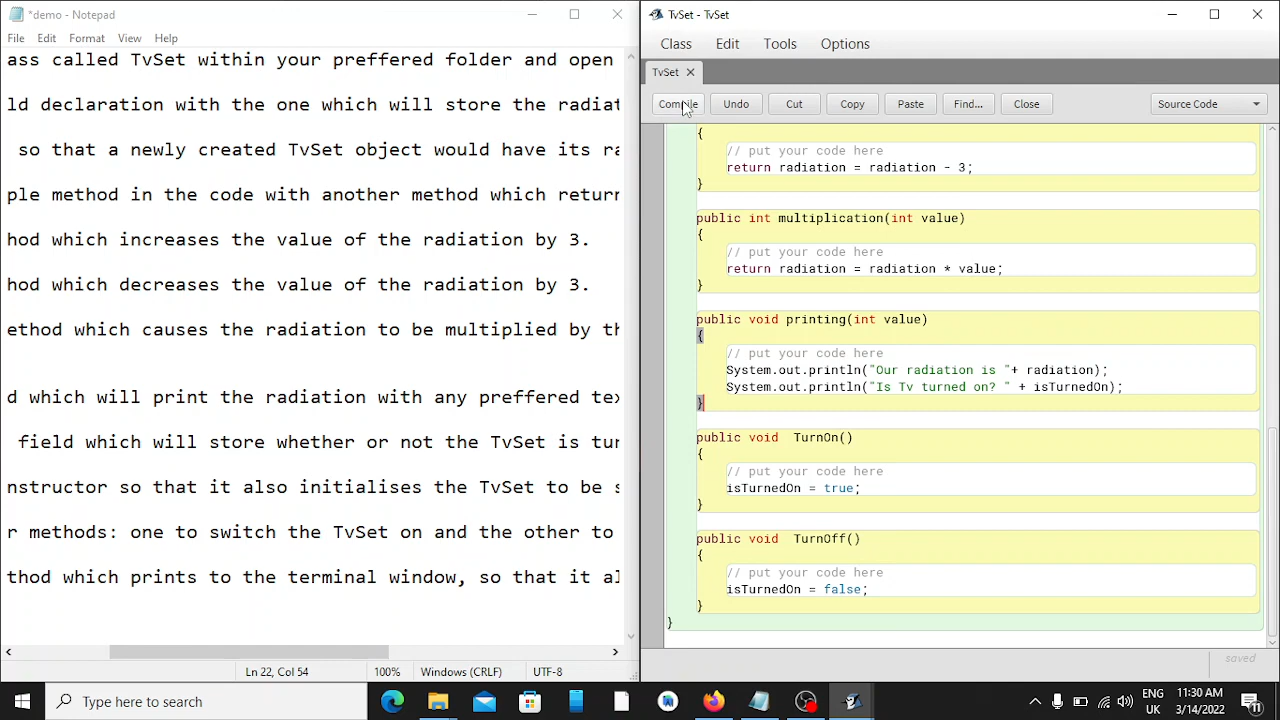 *demo - Notepad
File Edit Format View Help
ass called TvSet within your preffered folder and open
ld declaration with the one which will store the radiat
so that a newly created TvSet object would have its ra
ple method in the code with another method which return
hod which increases the value of the radiation by 3.
hod which decreases the value of the radiation by 3.
ethod which causes the radiation to be multiplied by th
d which will print the radiation with any preffered tex
field which will store whether or not the TvSet is tur
nstructor so that it also initialises the TvSet to be s
r methods: one to switch the TvSet on and the other to
thod which prints to the terminal window, so that it al
Ln 22, Col 54 100% Windows (CRLF) UTF-8
TvSet - TvSet
Class Edit Tools Options
TvSet
Compile Undo Cut Copy Paste Find... Close Source Code
{
// put your code here
return radiation = radiation - 3;
}
public int multiplication(int value)
{
// put your code here
return radiation = radiation * value;
}
public void printing(int value)
{
// put your code here
System.out.println("Our radiation is "+ radiation);
System.out.println("Is Tv turned on? " + isTurnedOn);
}
public void  TurnOn()
{
// put your code here
isTurnedOn = true;
}
public void  TurnOff()
{
// put your code here
isTurnedOn = false;
}
}
saved
Type here to search
ENG
UK
11:30 AM
3/14/2022
11